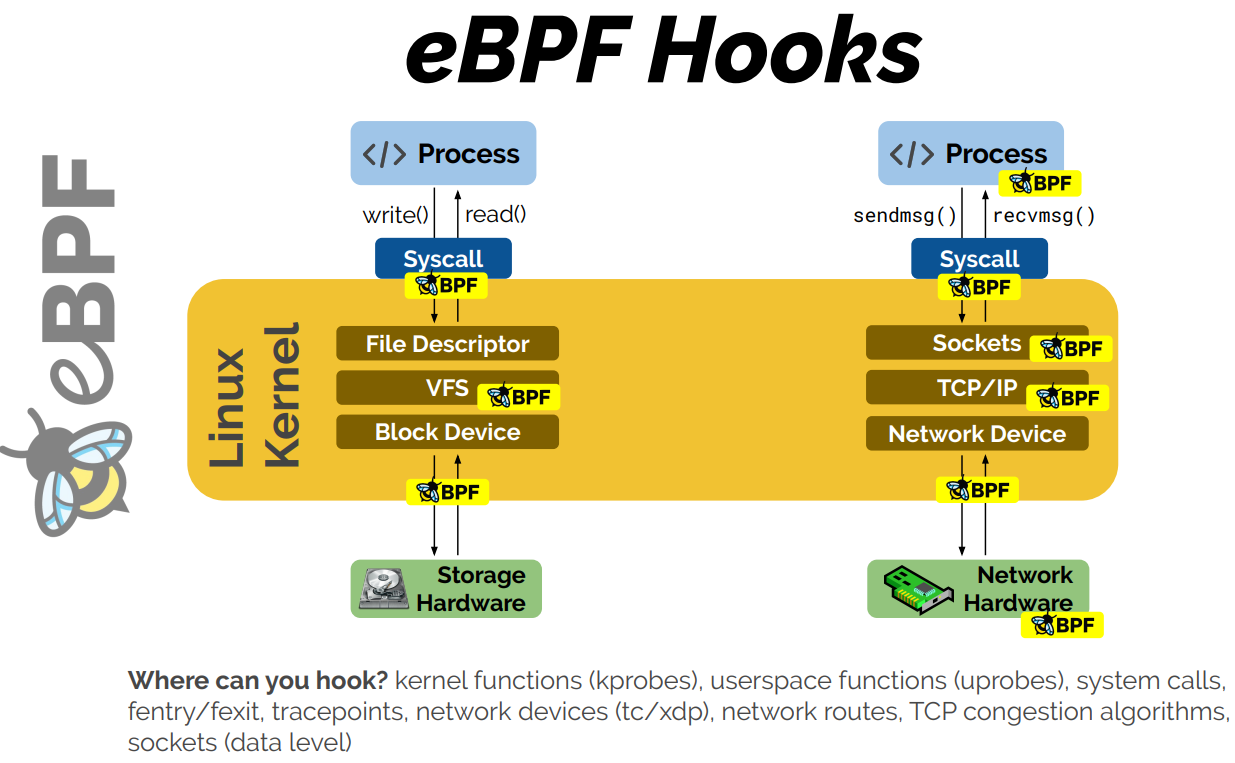 eBPF Hooks
eBPF
</> Process
write() read()
Syscall
BPF
Linux
Kernel
File Descriptor
VFS
BPF
Block Device
BPF
Storage
Hardware
</> Process
BPF
sendmsg() recvmsg()
Syscall
BPF
Sockets
BPF
TCP/IP
BPF
Network Device
BPF
Network
Hardware
BPF
Where can you hook? kernel functions (kprobes), userspace functions (uprobes), system calls,
fentry/fexit, tracepoints, network devices (tc/xdp), network routes, TCP congestion algorithms,
sockets (data level)